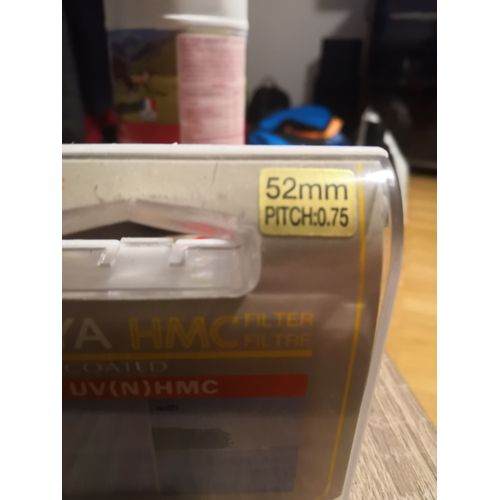 52mm
PITCH:0.75
YA HMC FILTER
FILTRE
COATED
UV(N)HMC